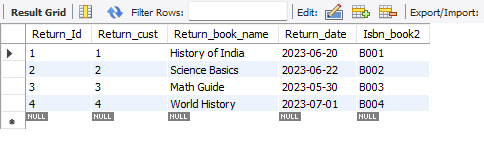 Result Grid Filter Rows: Edit: Export/Import:
Return_Id Return_cust Return_book_name Return_date Isbn_book2
1 1 History of India 2023-06-20 B001
2 2 Science Basics 2023-06-22 B002
3 3 Math Guide 2023-05-30 B003
4 4 World History 2023-07-01 B004
NULL NULL NULL NULL NULL